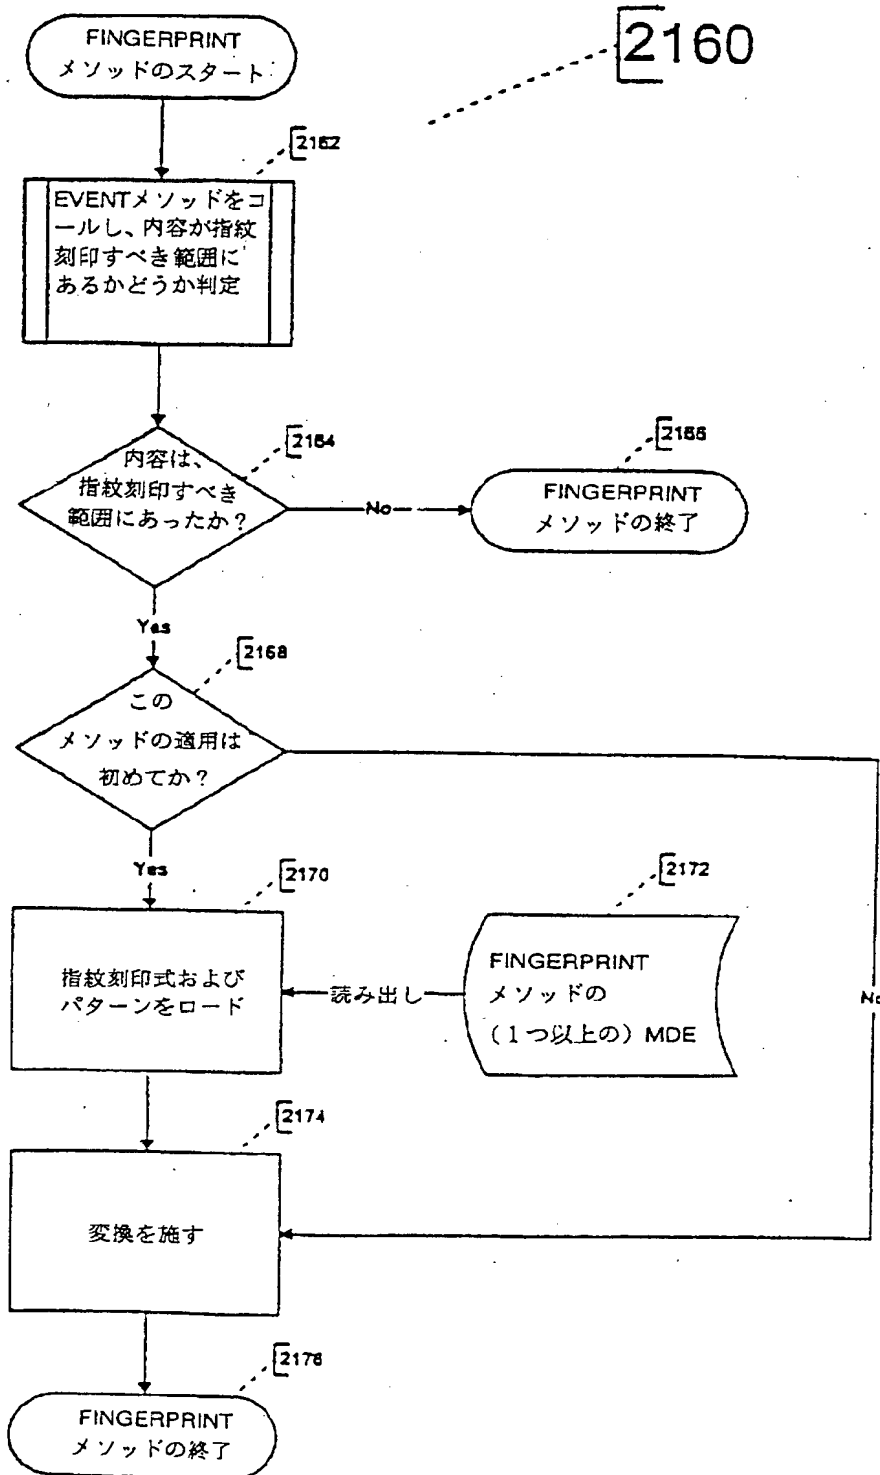 2160
FINGERPRINT
メソッドのスタート
2162
EVENTメソッドをコ
ールし、内容が指紋
刻印すべき範囲に
あるかどうか判定
2164
内容は、
指紋刻印すべき
範囲にあったか?
No
2166
FINGERPRINT
メソッドの終了
Yes
2168
この
メソッドの適用は
初めてか?
Yes
No
2170
指紋刻印式および
パターンをロード
読み出し
2172
FINGERPRINT
メソッドの
(1つ以上の) MDE
2174
変換を施す
2176
FINGERPRINT
メソッドの終了